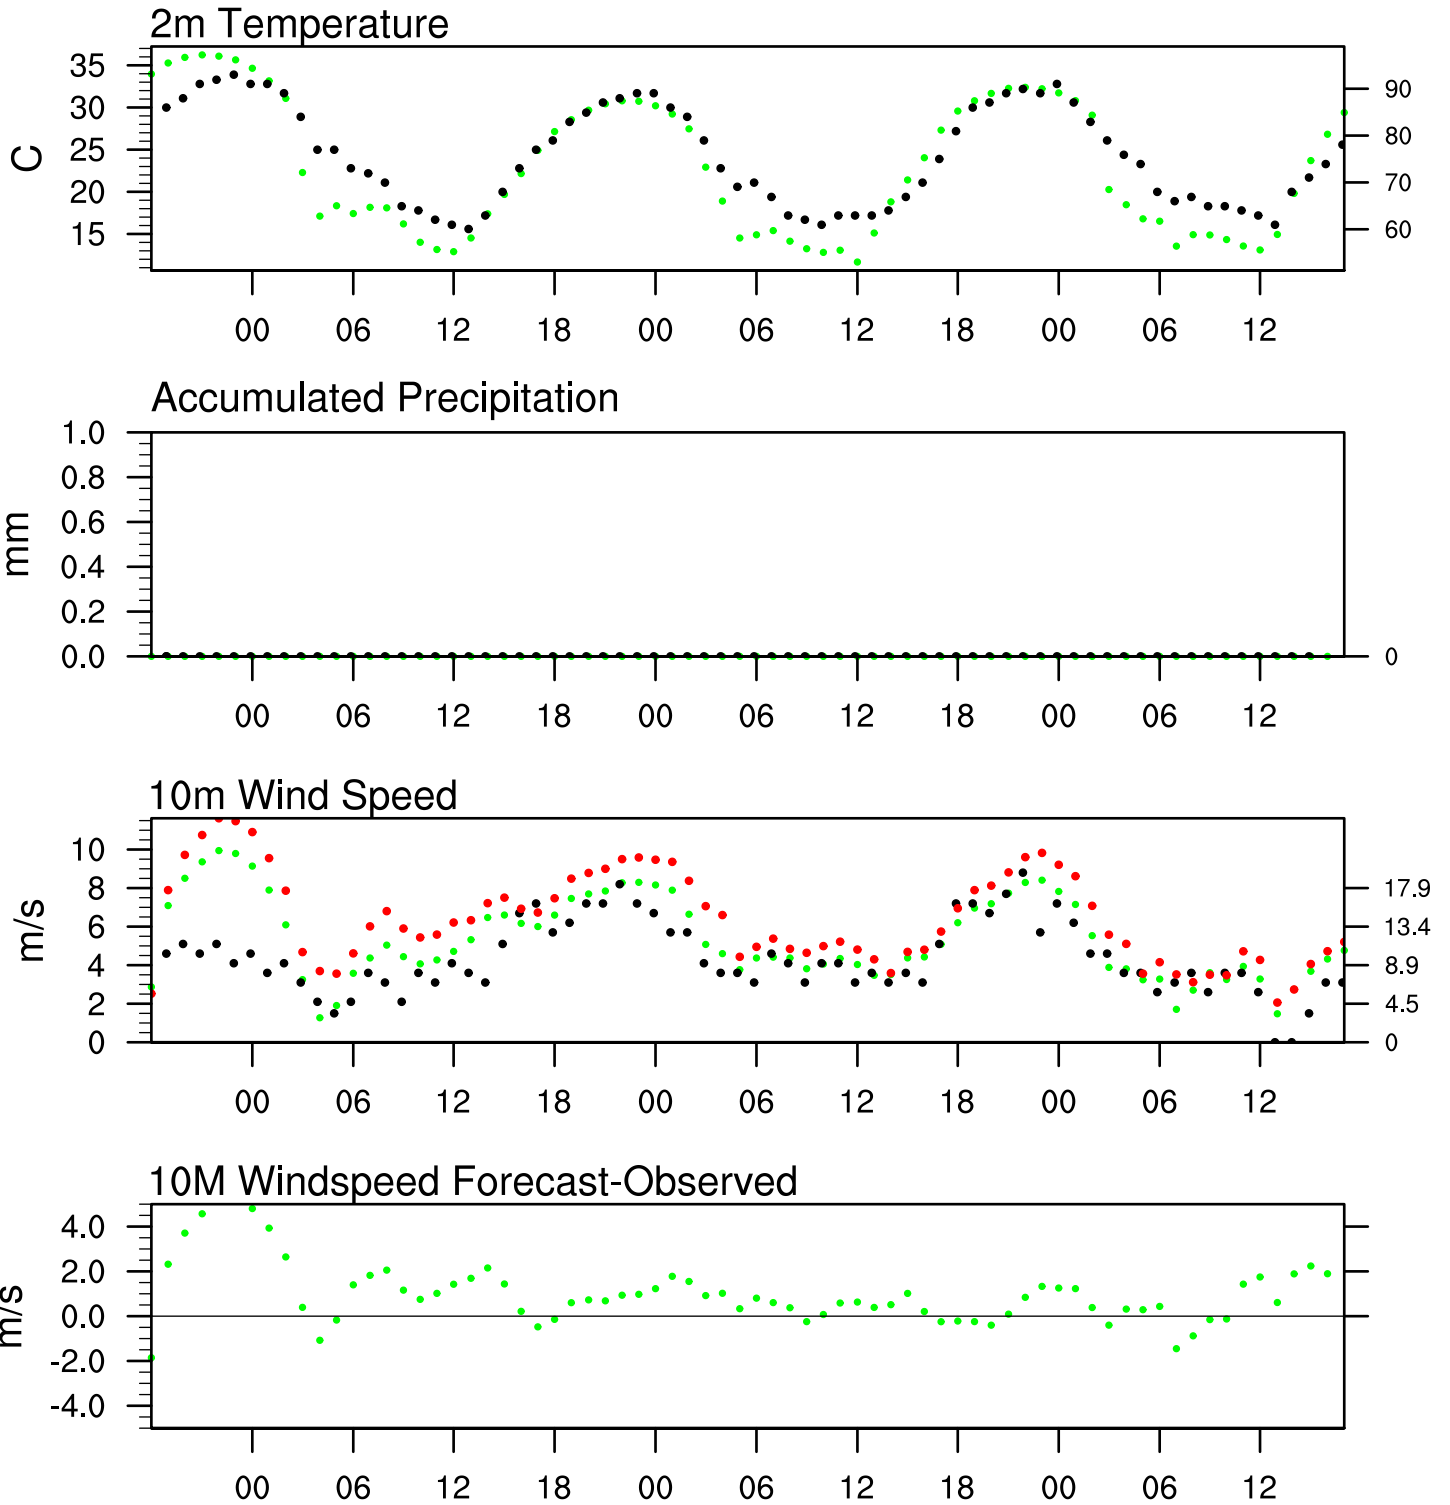 2m Temperature
35
30
25
20
15
C
90
80
70
60
00 06 12 18 00 06 12 18 00 06 12
Accumulated Precipitation
1.0
0.8
0.6
0.4
0.2
0.0
mm
0
00 06 12 18 00 06 12 18 00 06 12
10m Wind Speed
10
8
6
4
2
0
m/s
17.9
13.4
8.9
4.5
0
00 06 12 18 00 06 12 18 00 06 12
10M Windspeed Forecast-Observed
4.0
2.0
0.0
-2.0
-4.0
m/s
00 06 12 18 00 06 12 18 00 06 12